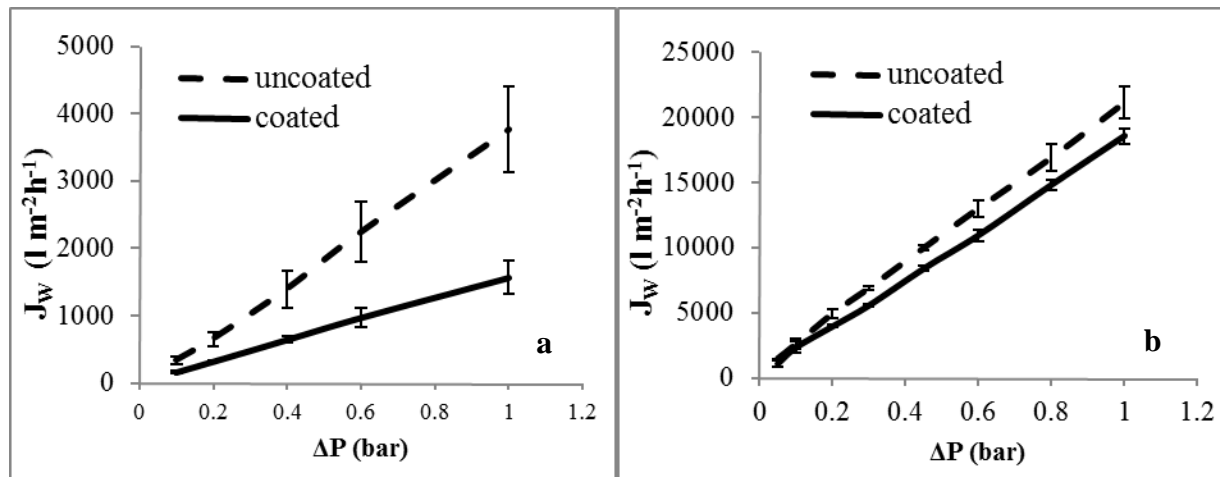 5000
4000
3000
2000
1000
0
J_W (l m⁻²h⁻¹)
uncoated
coated
a
0 0.2 0.4 0.6 0.8 1 1.2
ΔP (bar)
25000
20000
15000
10000
5000
0
J_W (l m⁻²h⁻¹)
uncoated
coated
b
0 0.2 0.4 0.6 0.8 1 1.2
ΔP (bar)